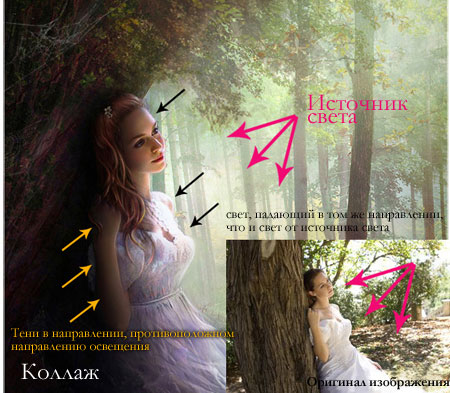 Источник
света
свет, падающий в том же направлении,
что и свет от источника света
Тени в направлении, противоположном
направлению освещения
Коллаж
Оригинал изображения